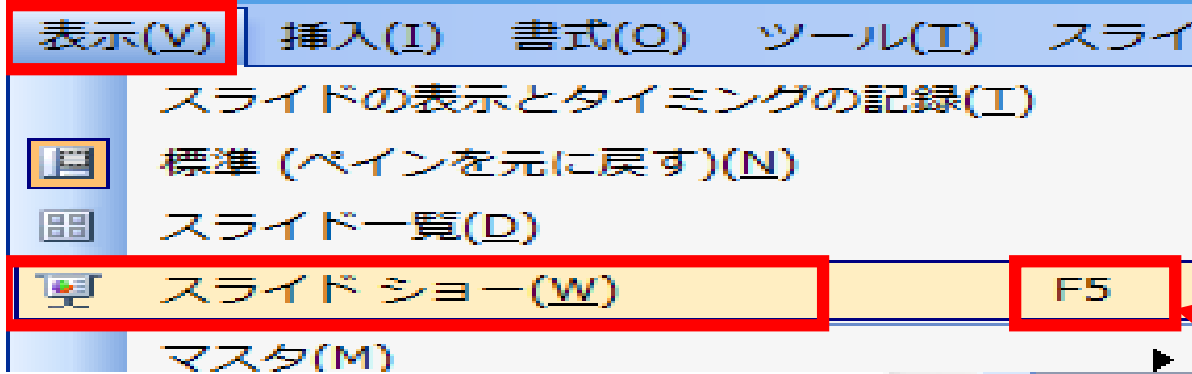 表示(V) 挿入(I) 書式(O) ツール(T) スライ
スライドの表示とタイミングの記録(T)
標準 (ペインを元に戻す)(N)
スライド一覧(D)
スライド ショー(W) F5
マスタ(M)